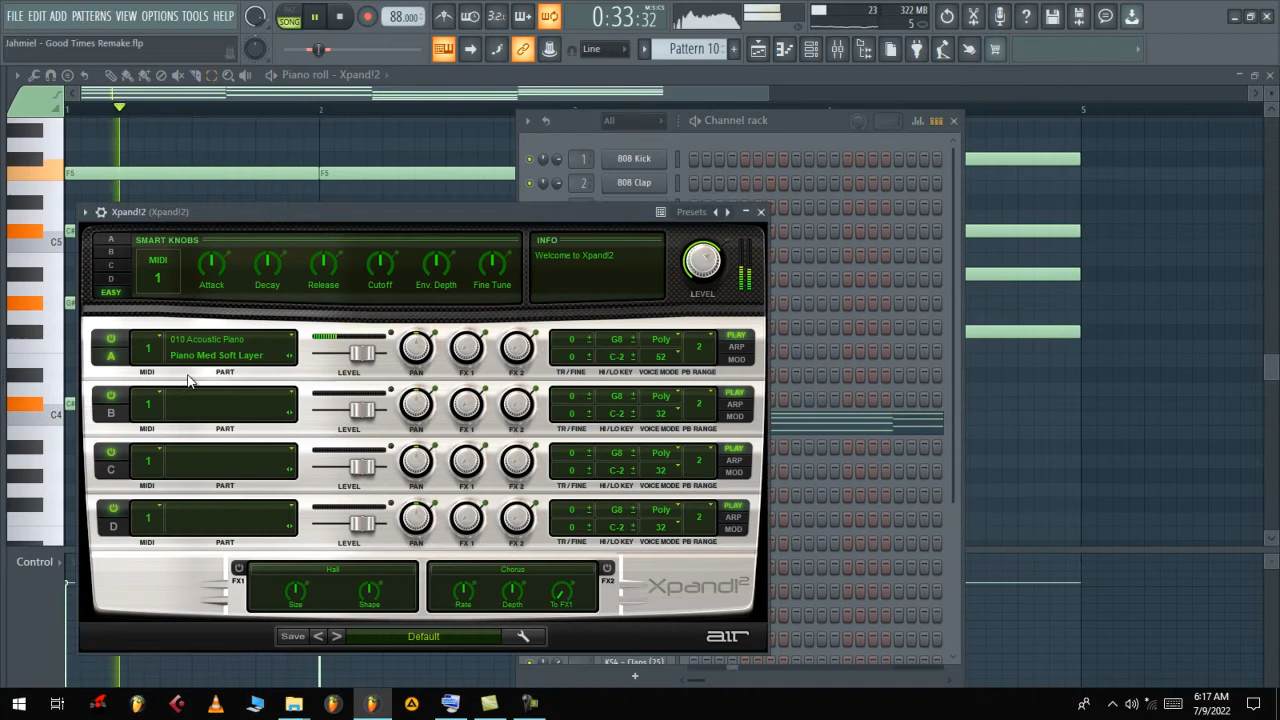 FILE EDIT ADD PATTERNS VIEW OPTIONS TOOLS HELP
SONG
88.000
32.
0:33:32
M:S:CS
23
322 MB
5
Jahmiel - Good Times Remake.flp
Line
Pattern 10
Piano roll - Xpand!2
1
2
5
All
Channel rack
1
808 Kick
2
808 Clap
F5
F5
C5
C4
Xpand!2 (Xpand!2)
Presets
A
B
C
D
EASY
SMART KNOBS
MIDI
1
Attack
Decay
Release
Cutoff
Env. Depth
Fine Tune
INFO
Welcome to Xpand!2
LEVEL
A
1
010 Acoustic Piano
Piano Med Soft Layer
0
0
G8
C-2
Poly
52
2
PLAY
ARP
MOD
MIDI
PART
LEVEL
PAN
FX 1
FX 2
TR / FINE
HI / LO KEY
VOICE MODE
PB RANGE
B
1
0
0
G8
C-2
Poly
32
2
PLAY
ARP
MOD
MIDI
PART
LEVEL
PAN
FX 1
FX 2
TR / FINE
HI / LO KEY
VOICE MODE
PB RANGE
C
1
0
0
G8
C-2
Poly
32
2
PLAY
ARP
MOD
MIDI
PART
LEVEL
PAN
FX 1
FX 2
TR / FINE
HI / LO KEY
VOICE MODE
PB RANGE
D
1
0
0
G8
C-2
Poly
32
2
PLAY
ARP
MOD
MIDI
PART
LEVEL
PAN
FX 1
FX 2
TR / FINE
HI / LO KEY
VOICE MODE
PB RANGE
Control
FX1
Hall
Size
Shape
Chorus
Rate
Depth
To FX1
FX2
Xpand!2
Save
Default
air
6:17 AM
7/9/2022